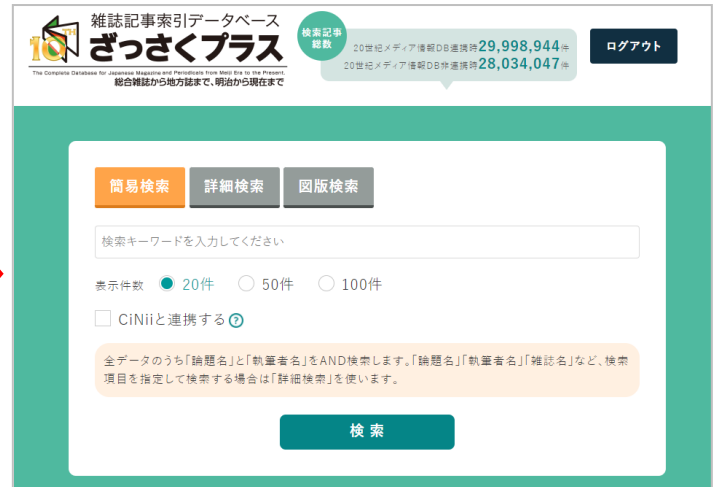 雑誌記事索引データベース
10TH ざっさくプラス
The Complete Database for Japanese Magazine and Periodicals from Meiji Era to the Present.
総合雑誌から地方誌まで、明治から現在まで
検索記事
総数
20世紀メディア情報DB連携時29,998,944件
20世紀メディア情報DB非連携時28,034,047件
ログアウト
簡易検索 詳細検索 図版検索
検索キーワードを入力してください
表示件数 20件 50件 100件
CiNiiと連携する?
全データのうち「論題名」と「執筆者名」をAND検索します。「論題名」「執筆者名」「雑誌名」など、検索
項目を指定して検索する場合は「詳細検索」を使います。
検索